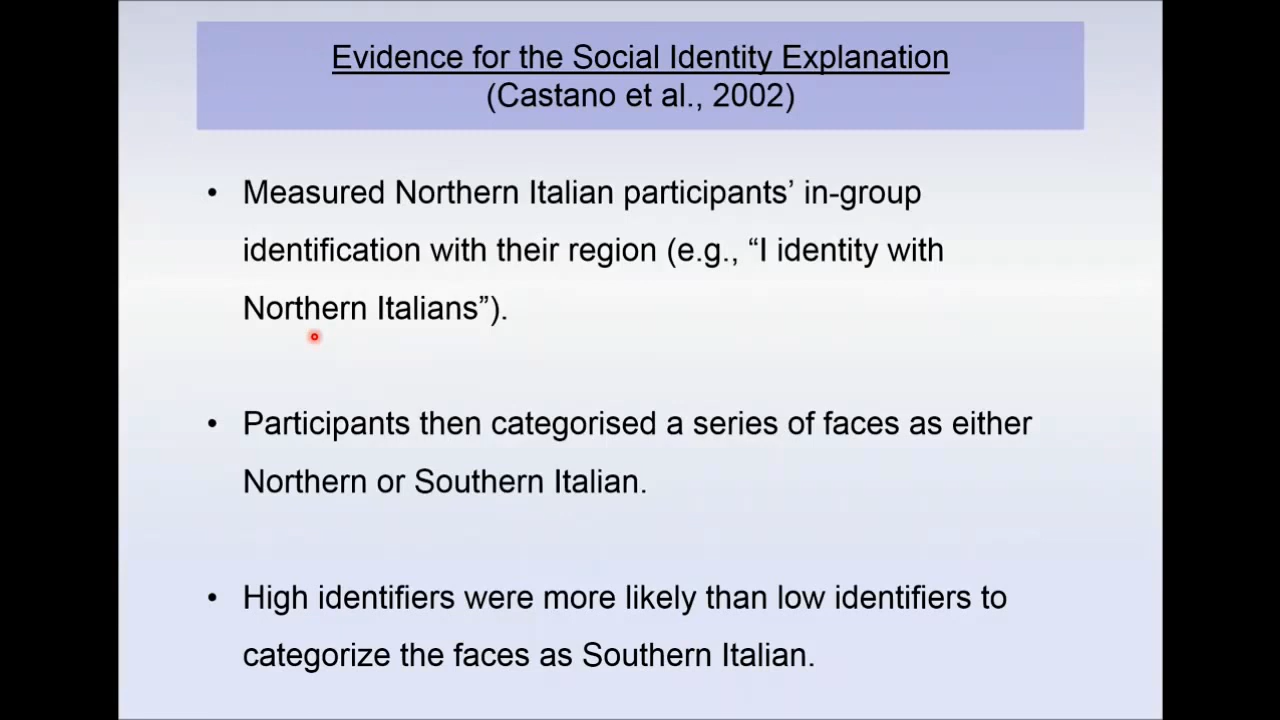 Evidence for the Social Identity Explanation
(Castano et al., 2002)
• Measured Northern Italian participants’ in-group
identification with their region (e.g., “I identity with
Northern Italians”).
• Participants then categorised a series of faces as either
Northern or Southern Italian.
• High identifiers were more likely than low identifiers to
categorize the faces as Southern Italian.